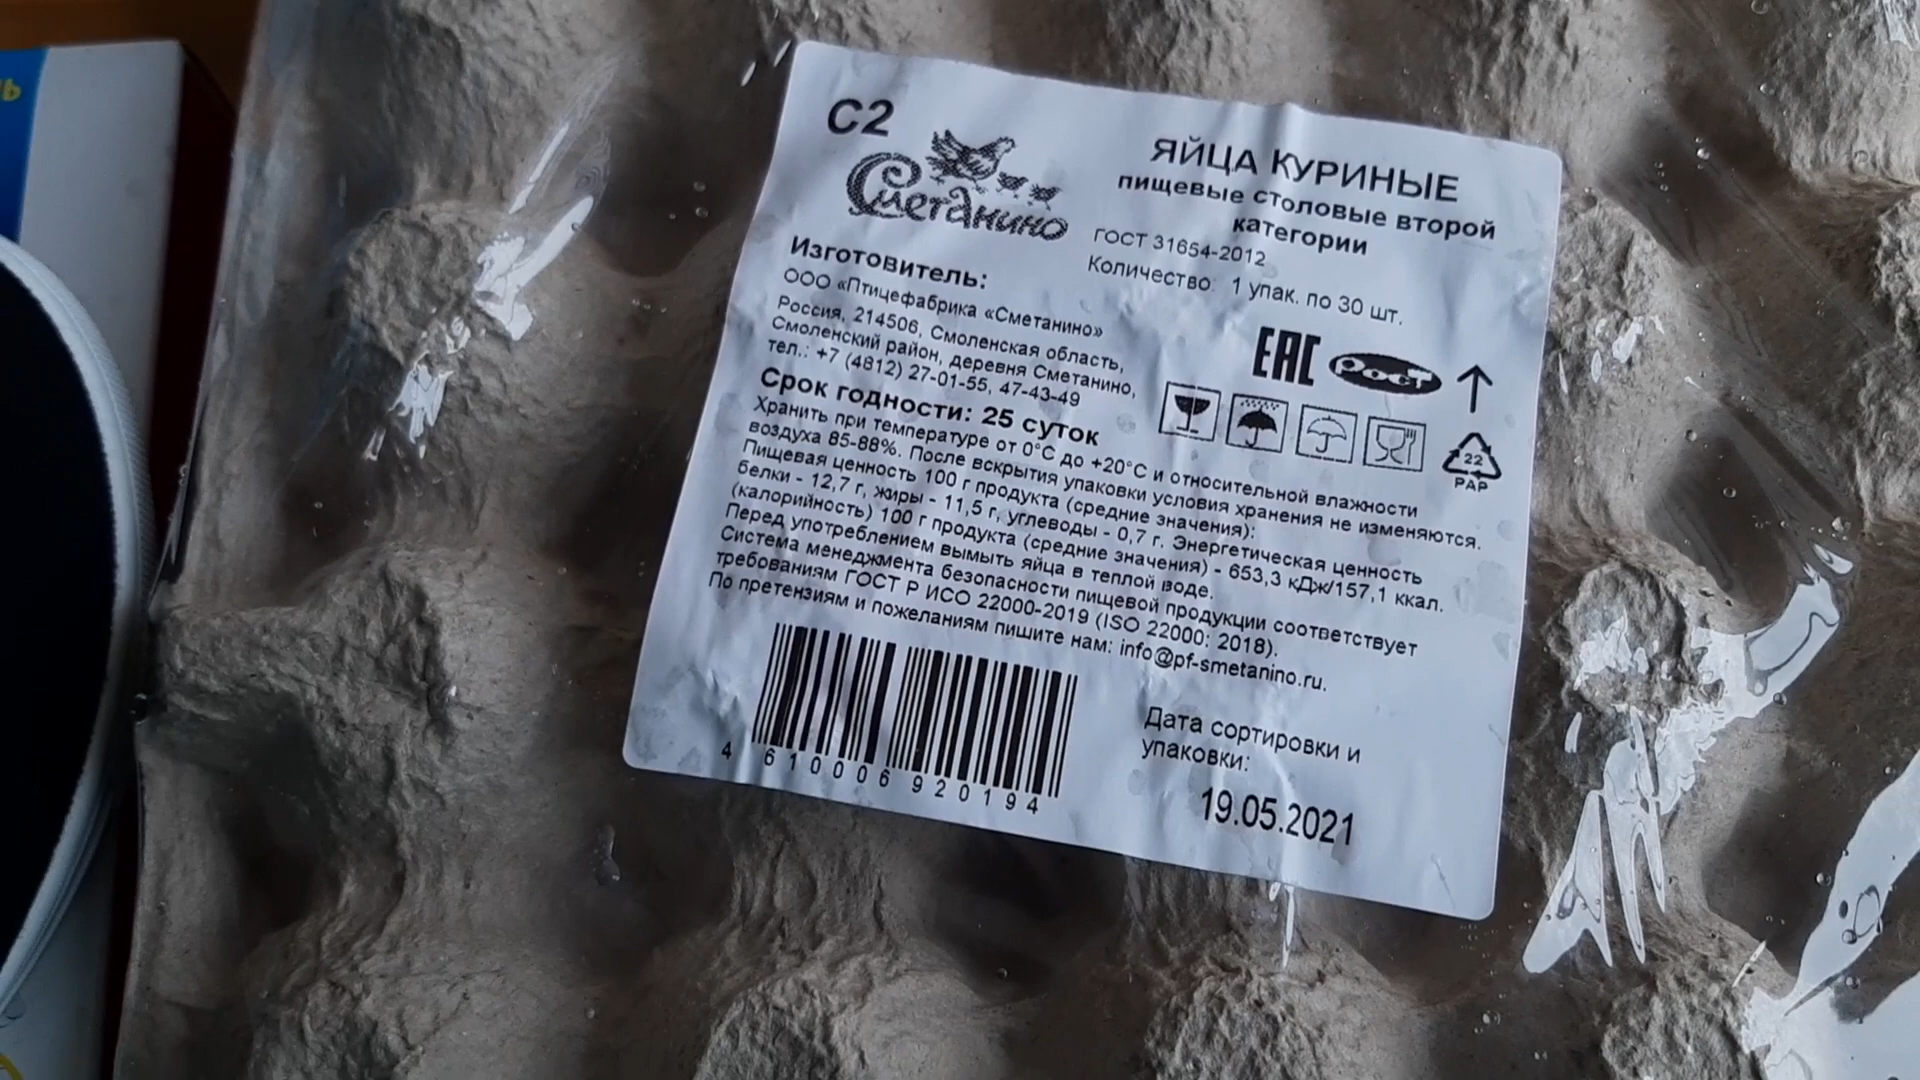 С2
Сметанино
ЯЙЦА КУРИНЫЕ
пищевые столовые второй
категории
ГОСТ 31654-2012
Количество: 1 упак. по 30 шт.
Изготовитель:
ООО «Птицефабрика «Сметанино»
Россия, 214506, Смоленская область,
Смоленский район, деревня Сметанино,
тел.: +7 (4812) 27-01-55, 47-43-49
EAC
Рост
22
PAP
Срок годности: 25 суток
Хранить при температуре от 0°С до +20°С и относительной влажности
воздуха 85-88%. После вскрытия упаковки условия хранения не изменяются.
Пищевая ценность 100 г продукта (средние значения):
белки - 12,7 г, жиры - 11,5 г, углеводы - 0,7 г. Энергетическая ценность
(калорийность) 100 г продукта (средние значения) - 653,3 кДж/157,1 ккал.
Перед употреблением вымыть яйца в теплой воде.
Система менеджмента безопасности пищевой продукции соответствует
требованиям ГОСТ Р ИСО 22000-2019 (ISO 22000: 2018).
По претензиям и пожеланиям пишите нам: info@pf-smetanino.ru.
4 610006 920194
Дата сортировки и
упаковки:
19.05.2021